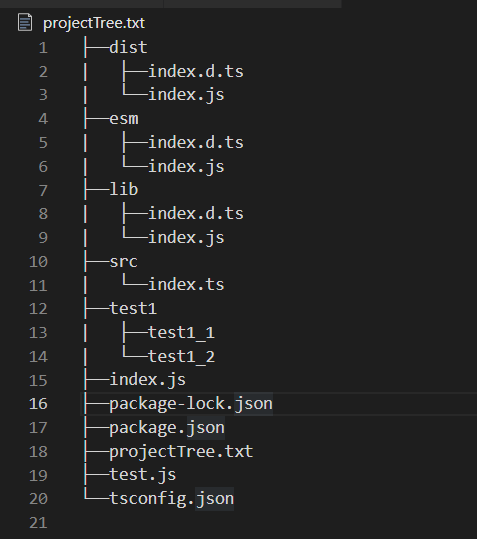 projectTree.txt
1 ├──dist
2 │   ├──index.d.ts
3 │   └──index.js
4 ├──esm
5 │   ├──index.d.ts
6 │   └──index.js
7 ├──lib
8 │   ├──index.d.ts
9 │   └──index.js
10 ├──src
11 │   └──index.ts
12 ├──test1
13 │   ├──test1_1
14 │   └──test1_2
15 ├──index.js
16 ├──package-lock.json
17 ├──package.json
18 ├──projectTree.txt
19 ├──test.js
20 └──tsconfig.json
21